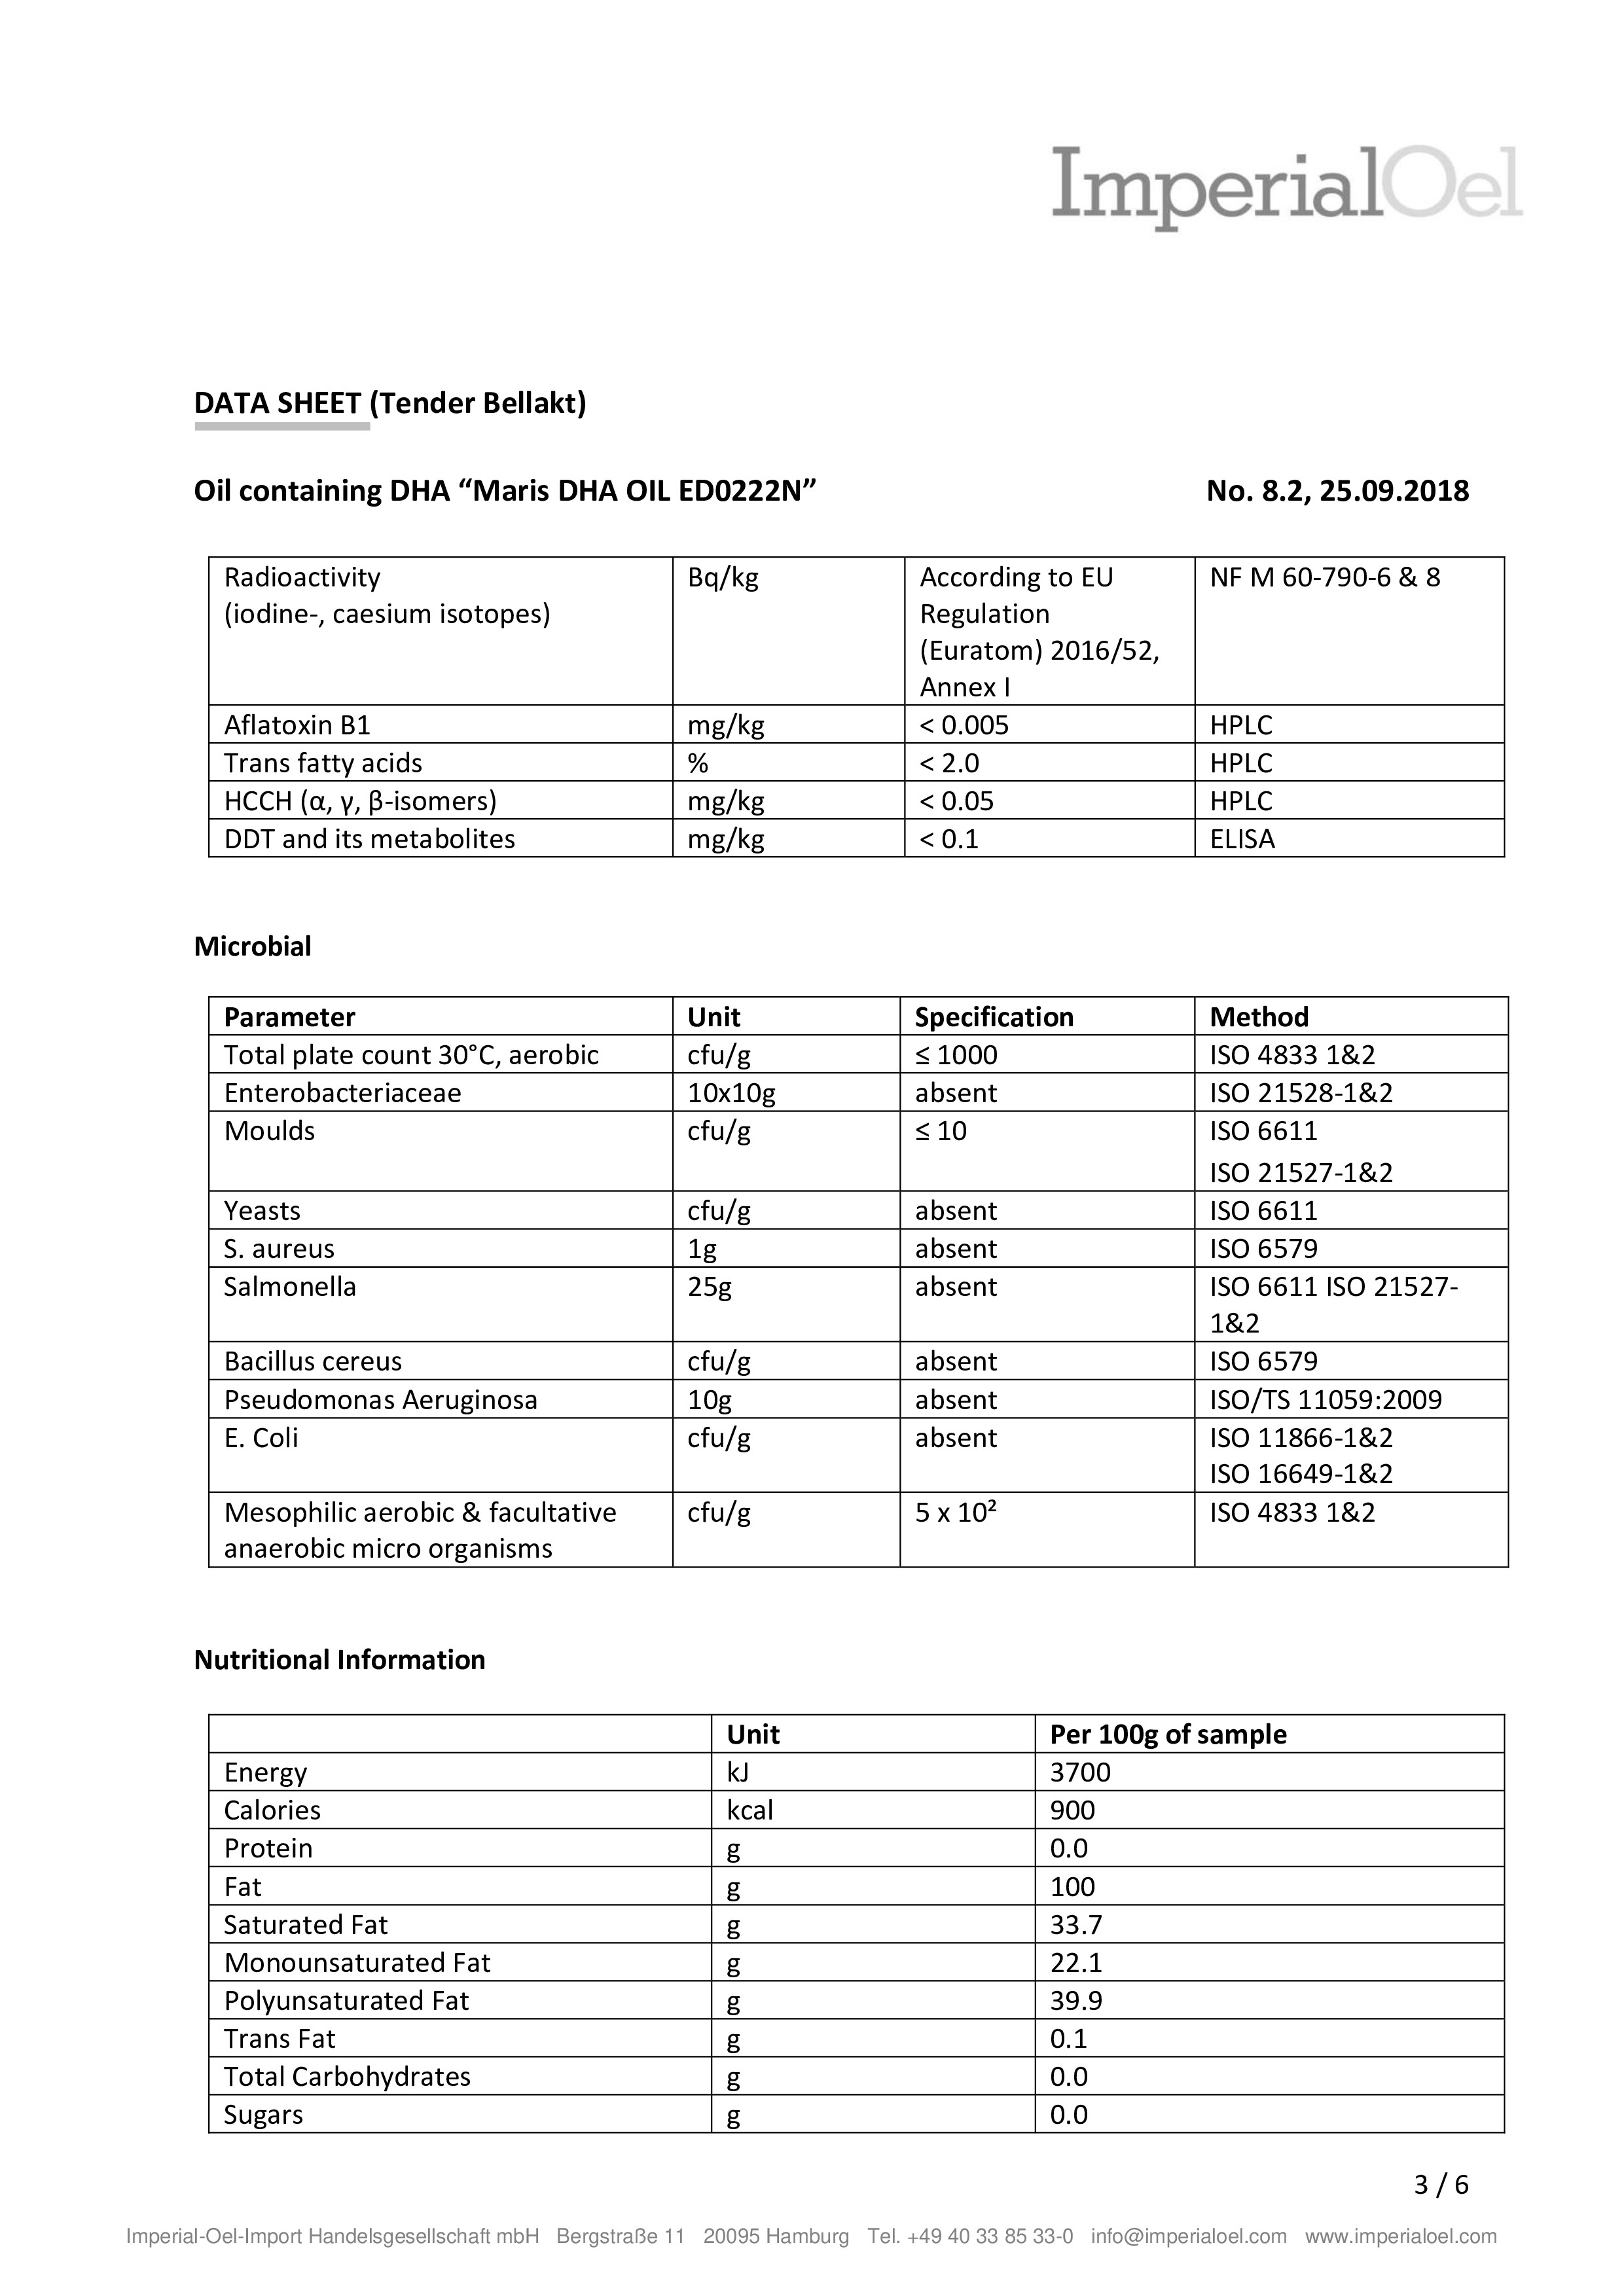 ImperialOel
DATA SHEET (Tender Bellakt)
Oil containing DHA “Maris DHA OIL ED0222N” No. 8.2, 25.09.2018
Radioactivity Bq/kg According to EU NF M 60-790-6 & 8
(iodine-, caesium isotopes) Regulation
(Euratom) 2016/52,
Annex I
Aflatoxin B1 mg/kg < 0.005 HPLC
Trans fatty acids % < 2.0 HPLC
HCCH (α, γ, β-isomers) mg/kg < 0.05 HPLC
DDT and its metabolites mg/kg < 0.1 ELISA
Microbial
Parameter Unit Specification Method
Total plate count 30°C, aerobic cfu/g ≤ 1000 ISO 4833 1&2
Enterobacteriaceae 10x10g absent ISO 21528-1&2
Moulds cfu/g ≤ 10 ISO 6611
ISO 21527-1&2
Yeasts cfu/g absent ISO 6611
S. aureus 1g absent ISO 6579
Salmonella 25g absent ISO 6611 ISO 21527-
1&2
Bacillus cereus cfu/g absent ISO 6579
Pseudomonas Aeruginosa 10g absent ISO/TS 11059:2009
E. Coli cfu/g absent ISO 11866-1&2
ISO 16649-1&2
Mesophilic aerobic & facultative cfu/g 5 x 10² ISO 4833 1&2
anaerobic micro organisms
Nutritional Information
Unit Per 100g of sample
Energy kJ 3700
Calories kcal 900
Protein g 0.0
Fat g 100
Saturated Fat g 33.7
Monounsaturated Fat g 22.1
Polyunsaturated Fat g 39.9
Trans Fat g 0.1
Total Carbohydrates g 0.0
Sugars g 0.0
3 / 6
Imperial-Oel-Import Handelsgesellschaft mbH Bergstraße 11 20095 Hamburg Tel. +49 40 33 85 33-0 info@imperialoel.com www.imperialoel.com